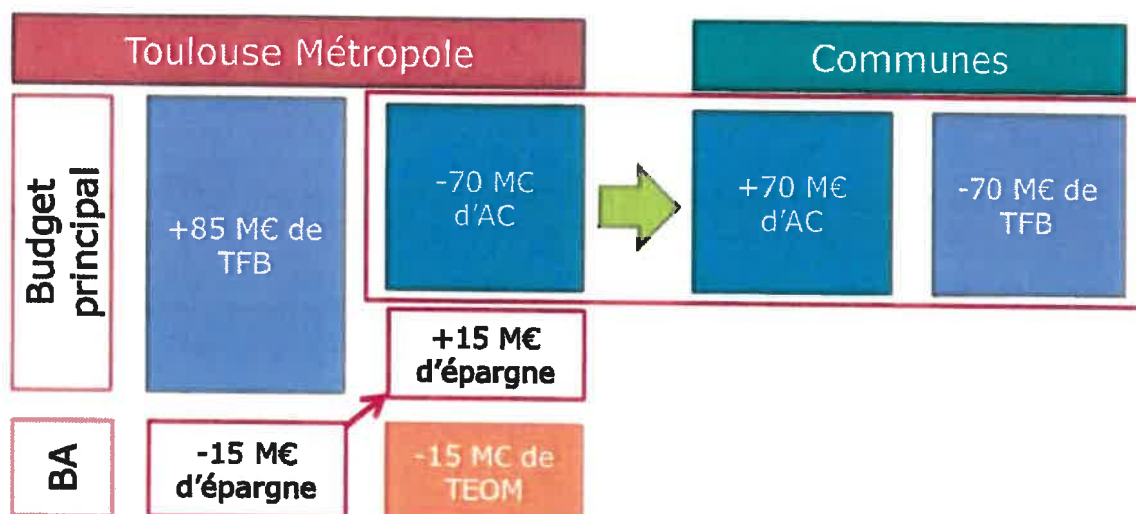 Toulouse Métropole
Communes
Budget
principal
+85 M€ de
TFB
-70 M€
d'AC
+70 M€
d'AC
-70 M€ de
TFB
+15 M€
d'épargne
BA
-15 M€
d'épargne
-15 M€ de
TEOM